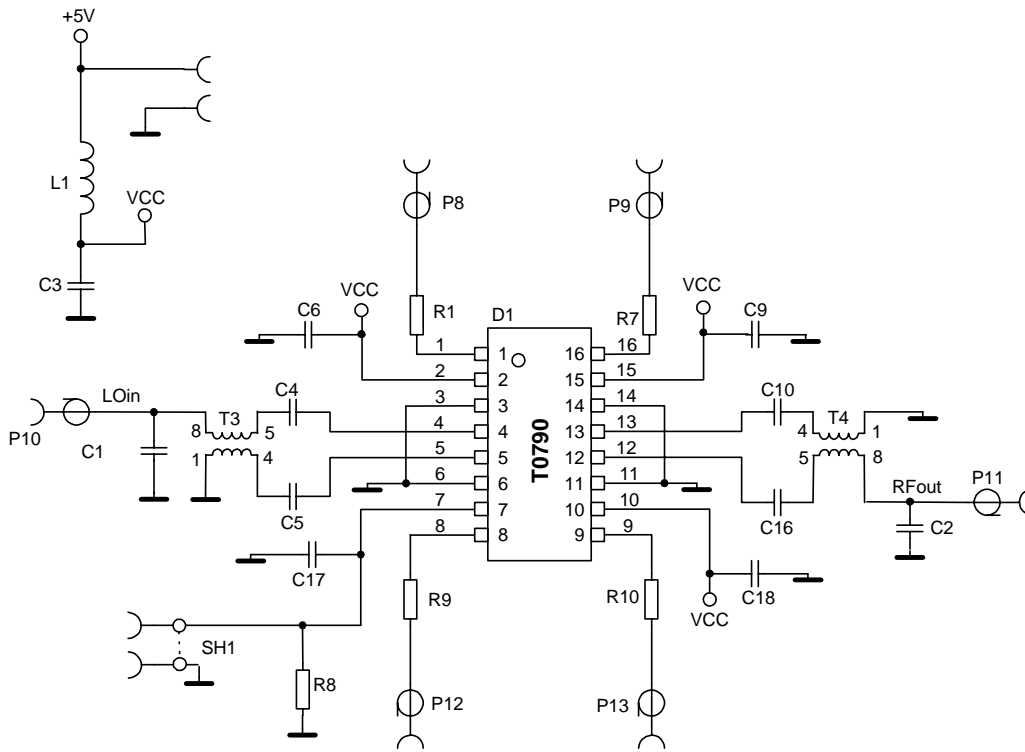 +5V
L1
VCC
C3
P8
P9
VCC
VCC
C6
R1
D1
R7
C9
1
1
16
16
2
2
15
15
LOin
C4
3
3
14
14
C10
T4
P10
C1
T3
8
5
4
4
13
13
4
1
1
4
5
5
12
12
5
8
T0790
6
6
11
11
P11
RFout
C5
7
7
10
10
C16
C2
8
8
9
9
C17
R9
R10
C18
VCC
SH1
R8
P12
P13